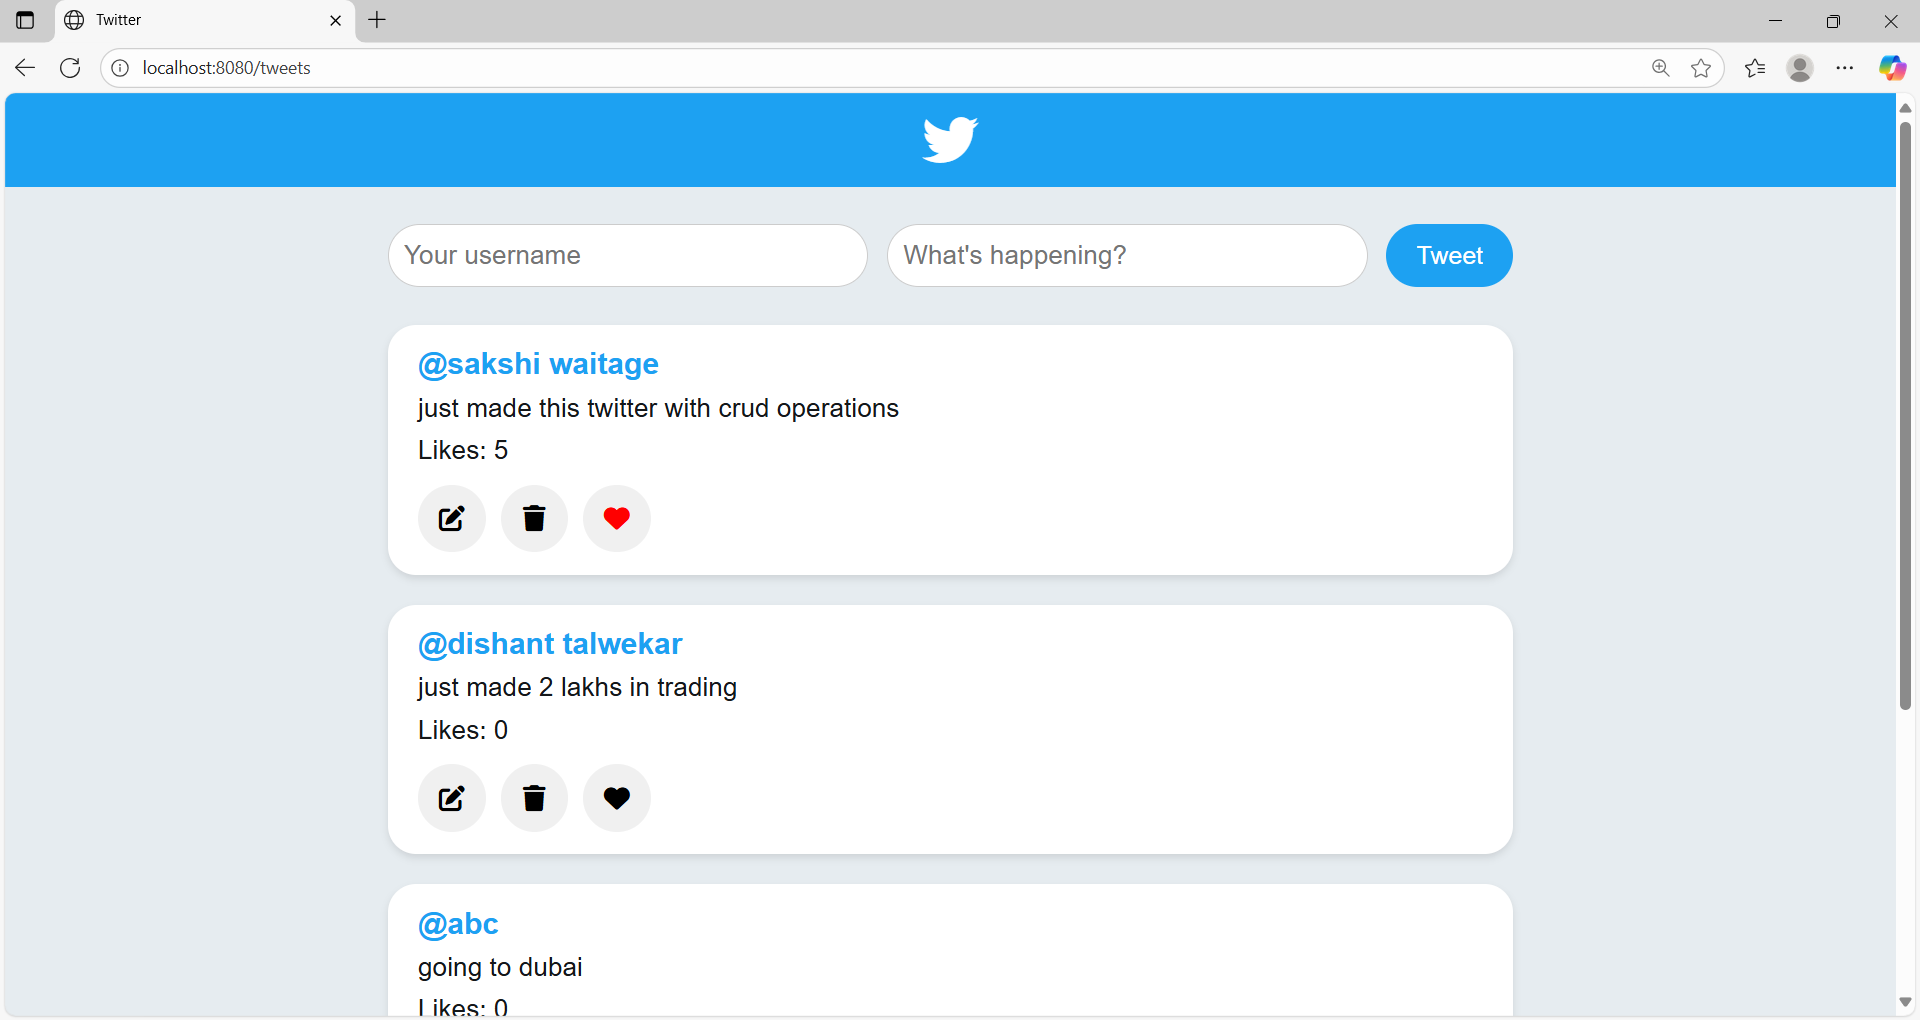 Twitter
localhost:8080/tweets
Your username
What's happening?
Tweet
@sakshi waitage
just made this twitter with crud operations
Likes: 5
@dishant talwekar
just made 2 lakhs in trading
Likes: 0
@abc
going to dubai
Likes: 0